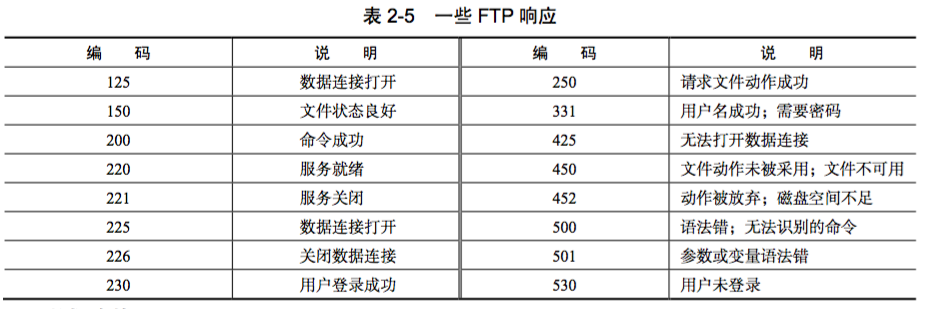 表 2-5 一些 FTP 响应
编 码 说 明 编 码 说 明
125 数据连接打开 250 请求文件动作成功
150 文件状态良好 331 用户名成功；需要密码
200 命令成功 425 无法打开数据连接
220 服务就绪 450 文件动作未被采用；文件不可用
221 服务关闭 452 动作被放弃；磁盘空间不足
225 数据连接打开 500 语法错；无法识别的命令
226 关闭数据连接 501 参数或变量语法错
230 用户登录成功 530 用户未登录